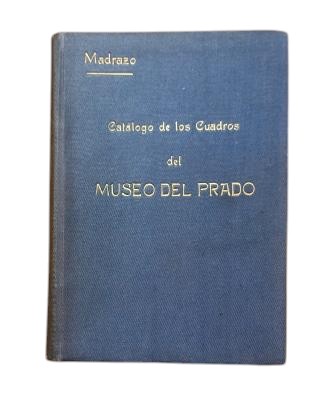 Madrazo
Catálogo de los Cuadros
del
MUSEO DEL PRADO